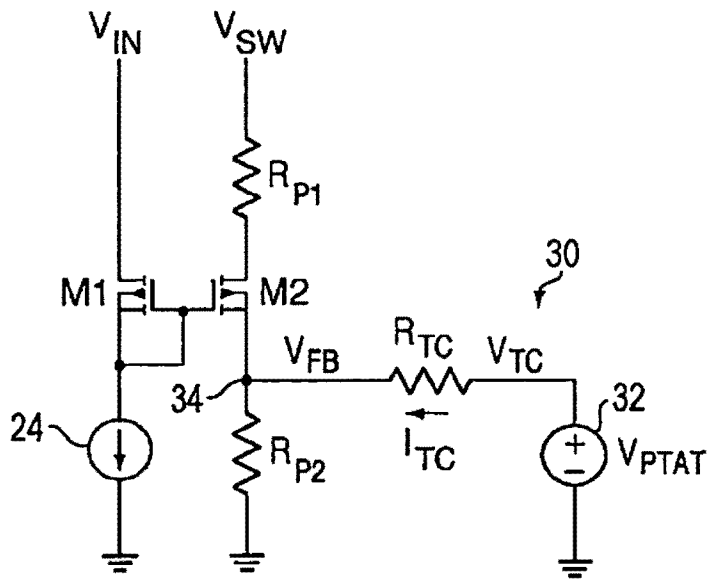 V_IN V_SW
R_P1
30
M1 M2
R_TC
V_FB V_TC
34 32
24
I_TC
R_P2
+
−
V_PTAT